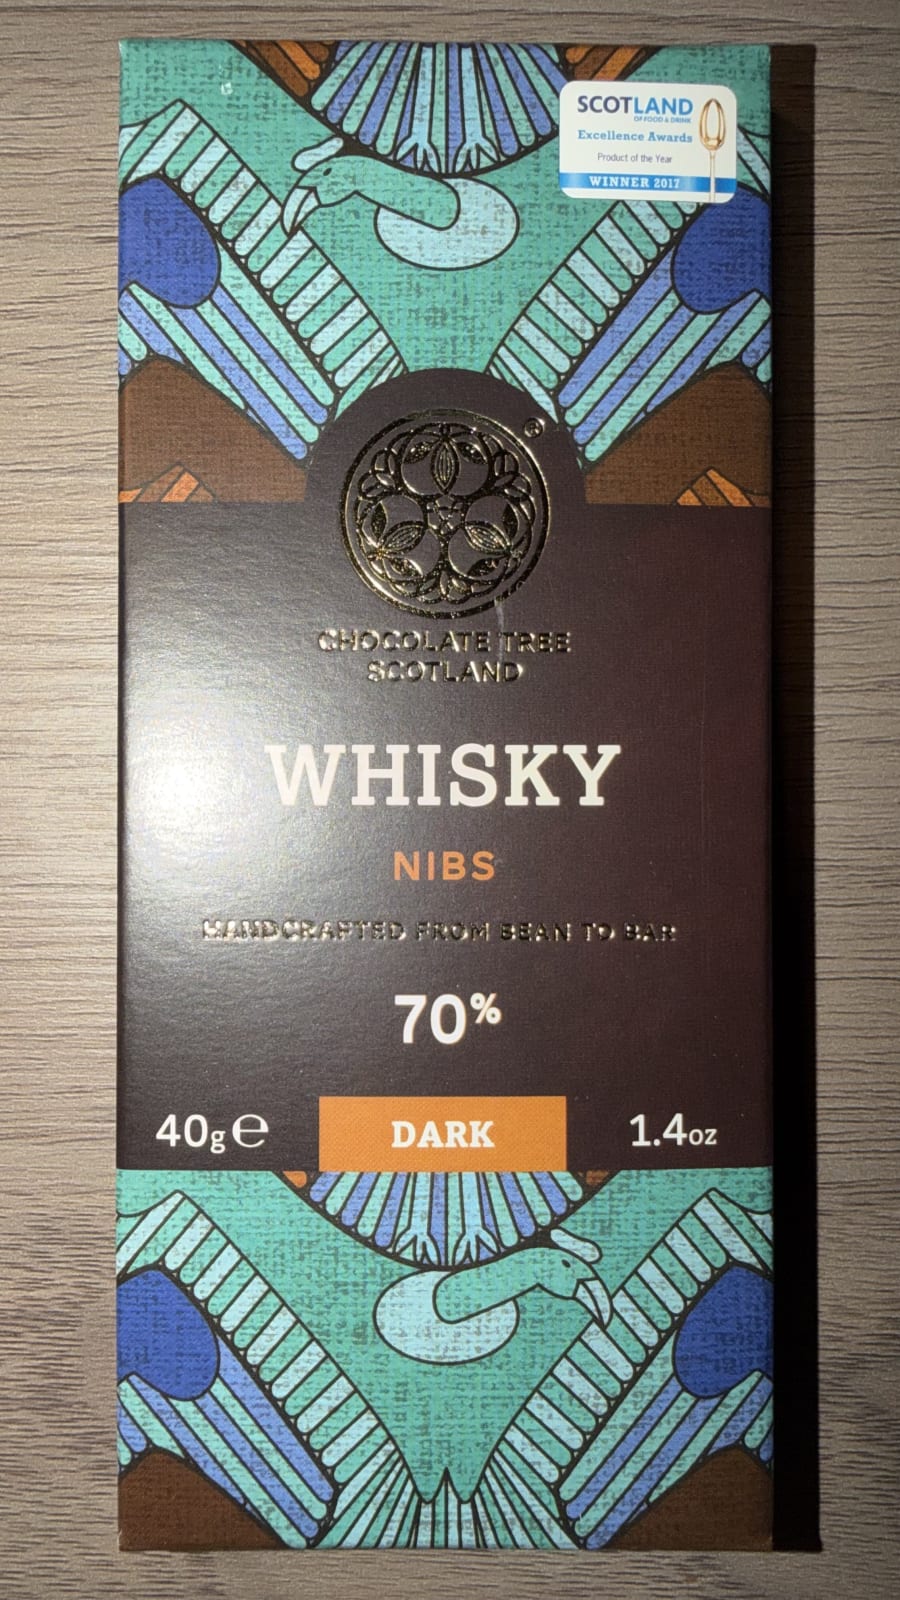 SCOTLAND
OF FOOD & DRINK
Excellence Awards
Product of the Year
WINNER 2017
®
CHOCOLATE TREE
SCOTLAND
WHISKY
NIBS
HANDCRAFTED FROM BEAN TO BAR
70%
40g℮ DARK 1.4oz